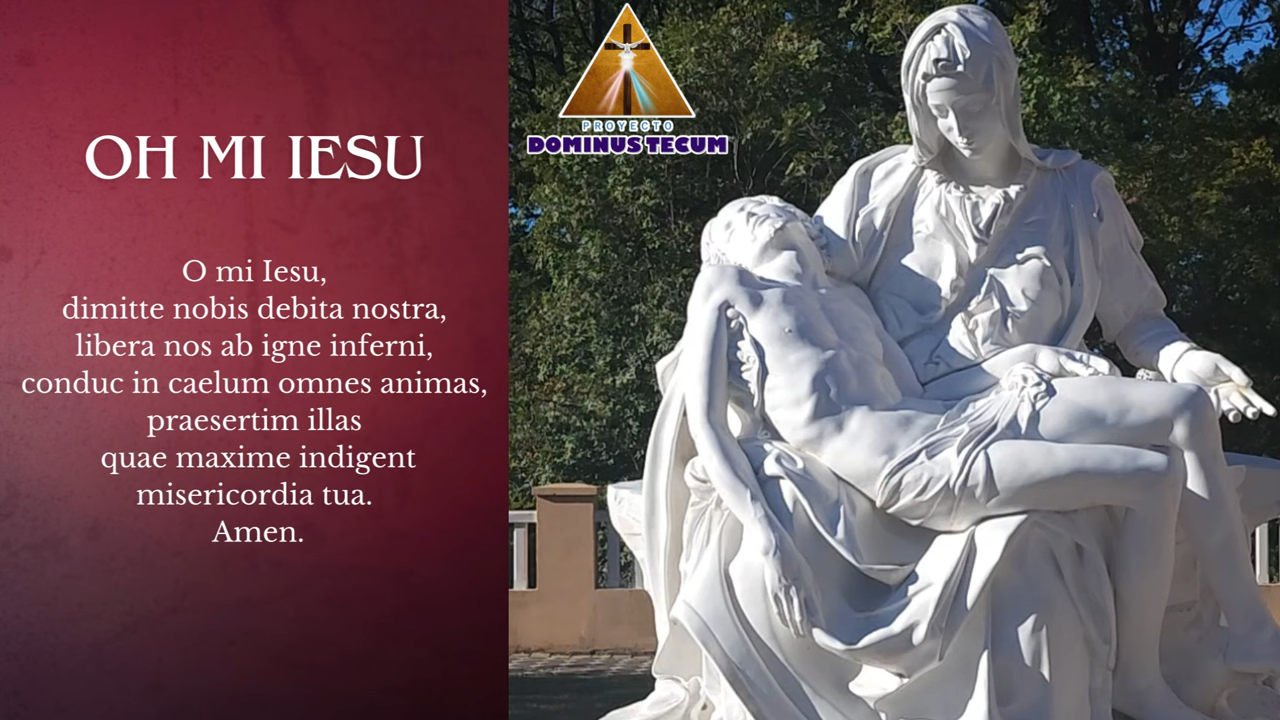 OH MI IESU
O mi Iesu,
dimitte nobis debita nostra,
libera nos ab igne inferni,
conduc in caelum omnes animas,
praesertim illas
quae maxime indigent
misericordia tua.
Amen.
PROYECTO
DOMINUS TECUM